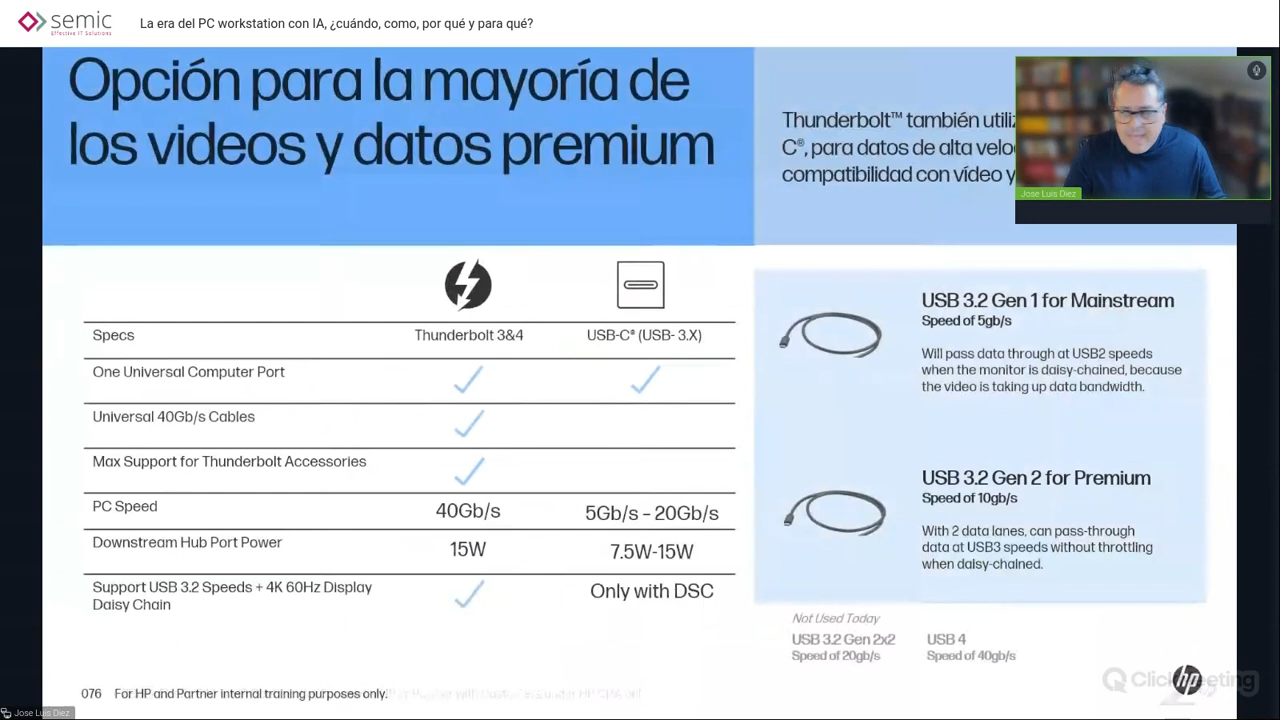 semic
Effective IT Solutions
La era del PC workstation con IA, ¿cuándo, como, por qué y para qué?
Opción para la mayoría de
los videos y datos premium
Thunderbolt™ también utiliz
C®, para datos de alta velo
compatibilidad con vídeo y
Jose Luis Diez
Specs
Thunderbolt 3&4
USB-C® (USB- 3.X)
One Universal Computer Port
Universal 40Gb/s Cables
Max Support for Thunderbolt Accessories
PC Speed
40Gb/s
5Gb/s – 20Gb/s
Downstream Hub Port Power
15W
7.5W-15W
Support USB 3.2 Speeds + 4K 60Hz Display
Daisy Chain
Only with DSC
USB 3.2 Gen 1 for Mainstream
Speed of 5gb/s
Will pass data through at USB2 speeds
when the monitor is daisy-chained, because
the video is taking up data bandwidth.
USB 3.2 Gen 2 for Premium
Speed of 10gb/s
With 2 data lanes, can pass-through
data at USB3 speeds without throttling
when daisy-chained.
Not Used Today
USB 3.2 Gen 2x2
Speed of 20gb/s
USB 4
Speed of 40gb/s
076 For HP and Partner internal training purposes only.
ClickMeeting
hp
Jose Luis Diez